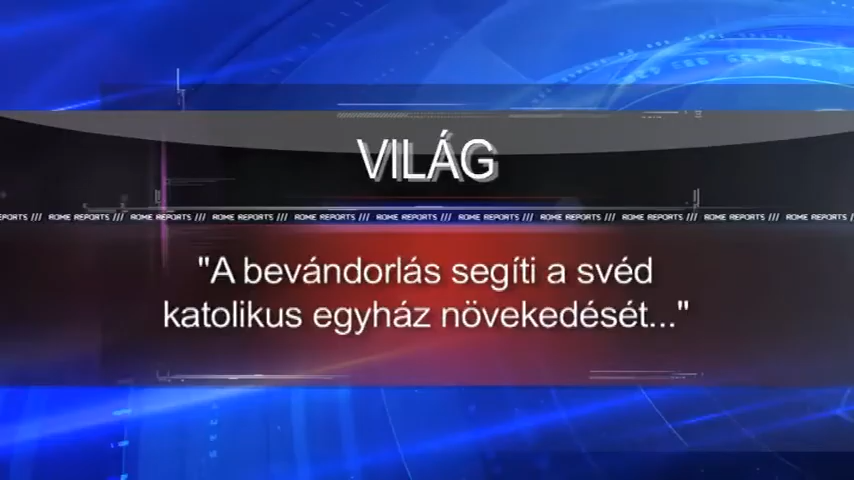 VILÁG
EPORTS /// ROME REPORTS /// ROME REPORTS /// ROME REPORTS /// ROME REPORTS /// ROME REPORTS /// ROME REPORTS /// ROME REPORTS /// ROME REPORTS /// ROME REPORTS /// ROME REPORTS /
"A bevándorlás segíti a svéd
katolikus egyház növekedését..."